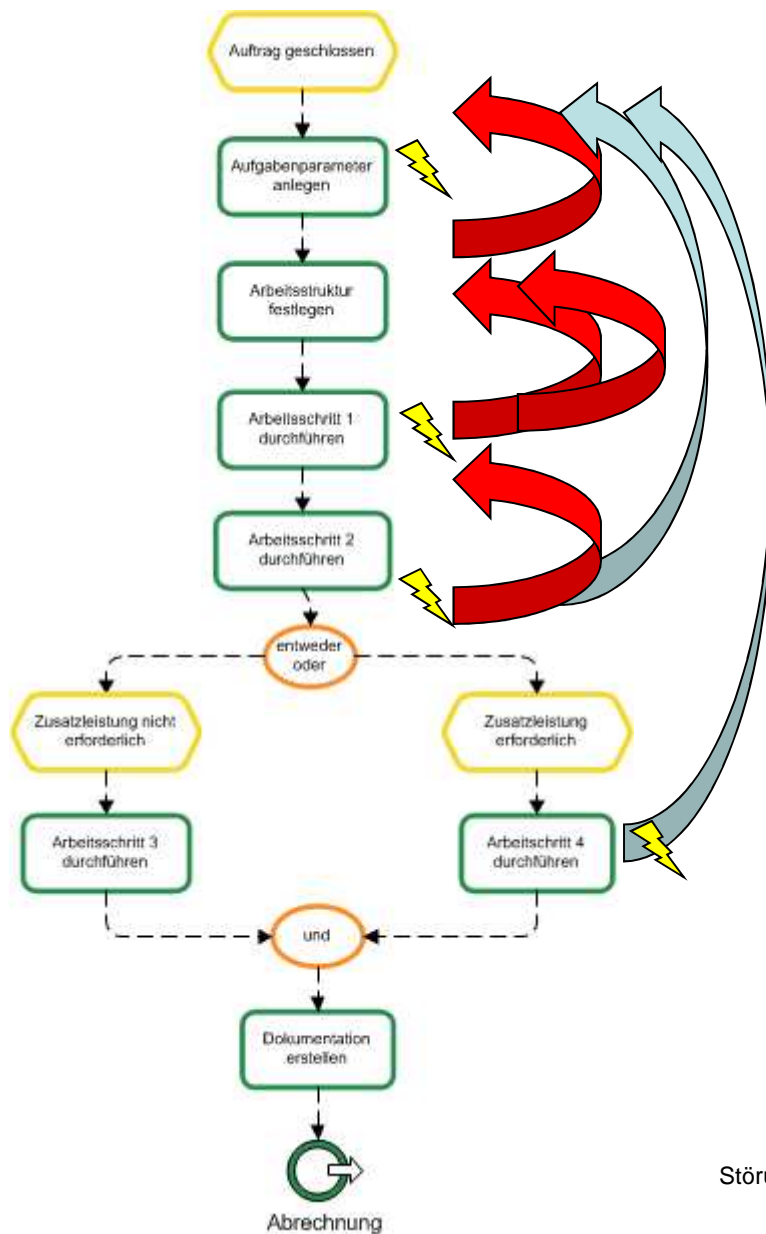 Auftrag geschlossen
Aufgabenparameter
anlegen
Arbeitsstruktur
festlegen
Arbeitsschritt 1
durchführen
Arbeitsschritt 2
durchführen
entweder
oder
Zusatzleistung nicht
erforderlich
Zusatzleistung
erforderlich
Arbeitsschritt 3
durchführen
Arbeitschritt 4
durchführen
und
Dokumentation
erstellen
Abrechnung